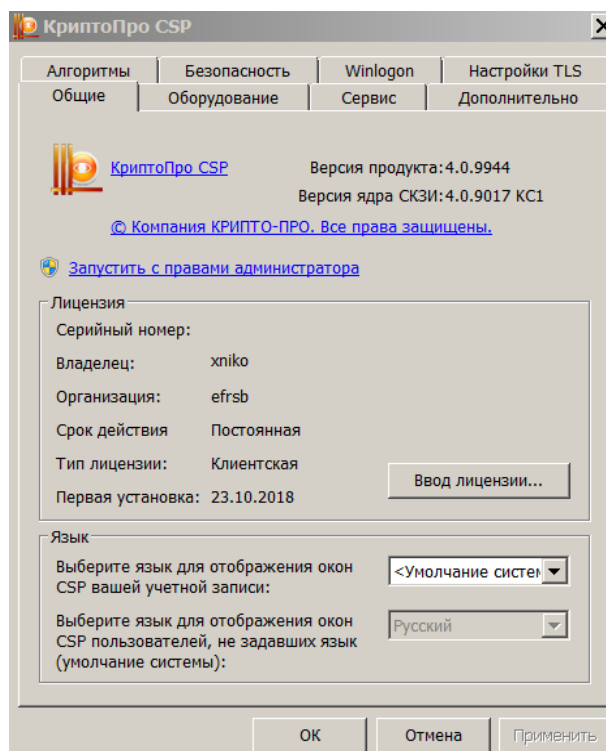 КриптоПро CSP
Алгоритмы Безопасность Winlogon Настройки TLS
Общие Оборудование Сервис Дополнительно
КриптоПро CSP Версия продукта:4.0.9944
Версия ядра СКЗИ:4.0.9017 КС1
© Компания КРИПТО-ПРО. Все права защищены.
Запустить с правами администратора
Лицензия
Серийный номер:
Владелец: xniko
Организация: efrsb
Срок действия Постоянная
Тип лицензии: Клиентская
Ввод лицензии...
Первая установка: 23.10.2018
Язык
Выберите язык для отображения окон
CSP вашей учетной записи:
<Умолчание систем
Выберите язык для отображения окон
CSP пользователей, не задавших язык
(умолчание системы):
Русский
ОК Отмена Применить